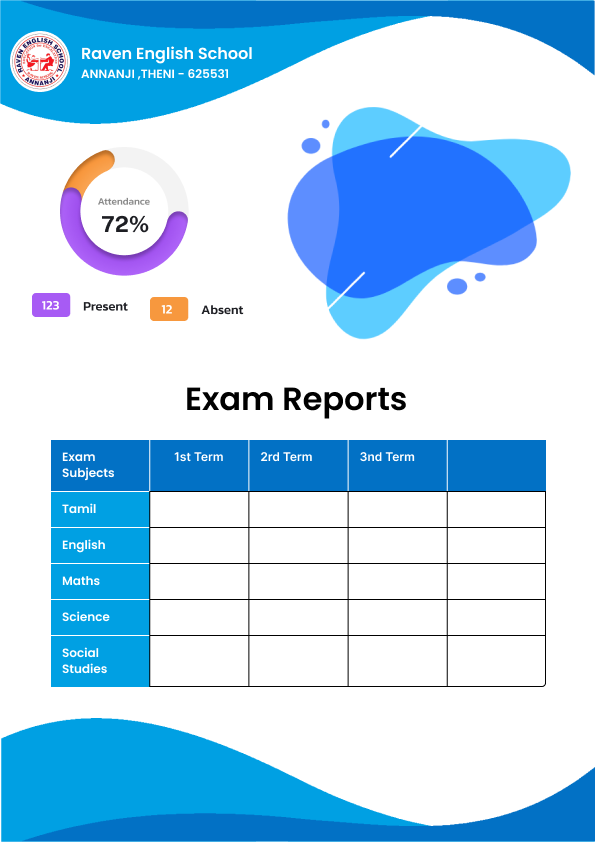 RAVEN ENGLISH SCHOOL
ANNANJI
Raven English School
ANNANJI ,THENI - 625531
Attendance
72%
123 Present 12 Absent
Exam Reports
Exam Subjects 1st Term 2rd Term 3nd Term
Tamil
English
Maths
Science
Social
Studies